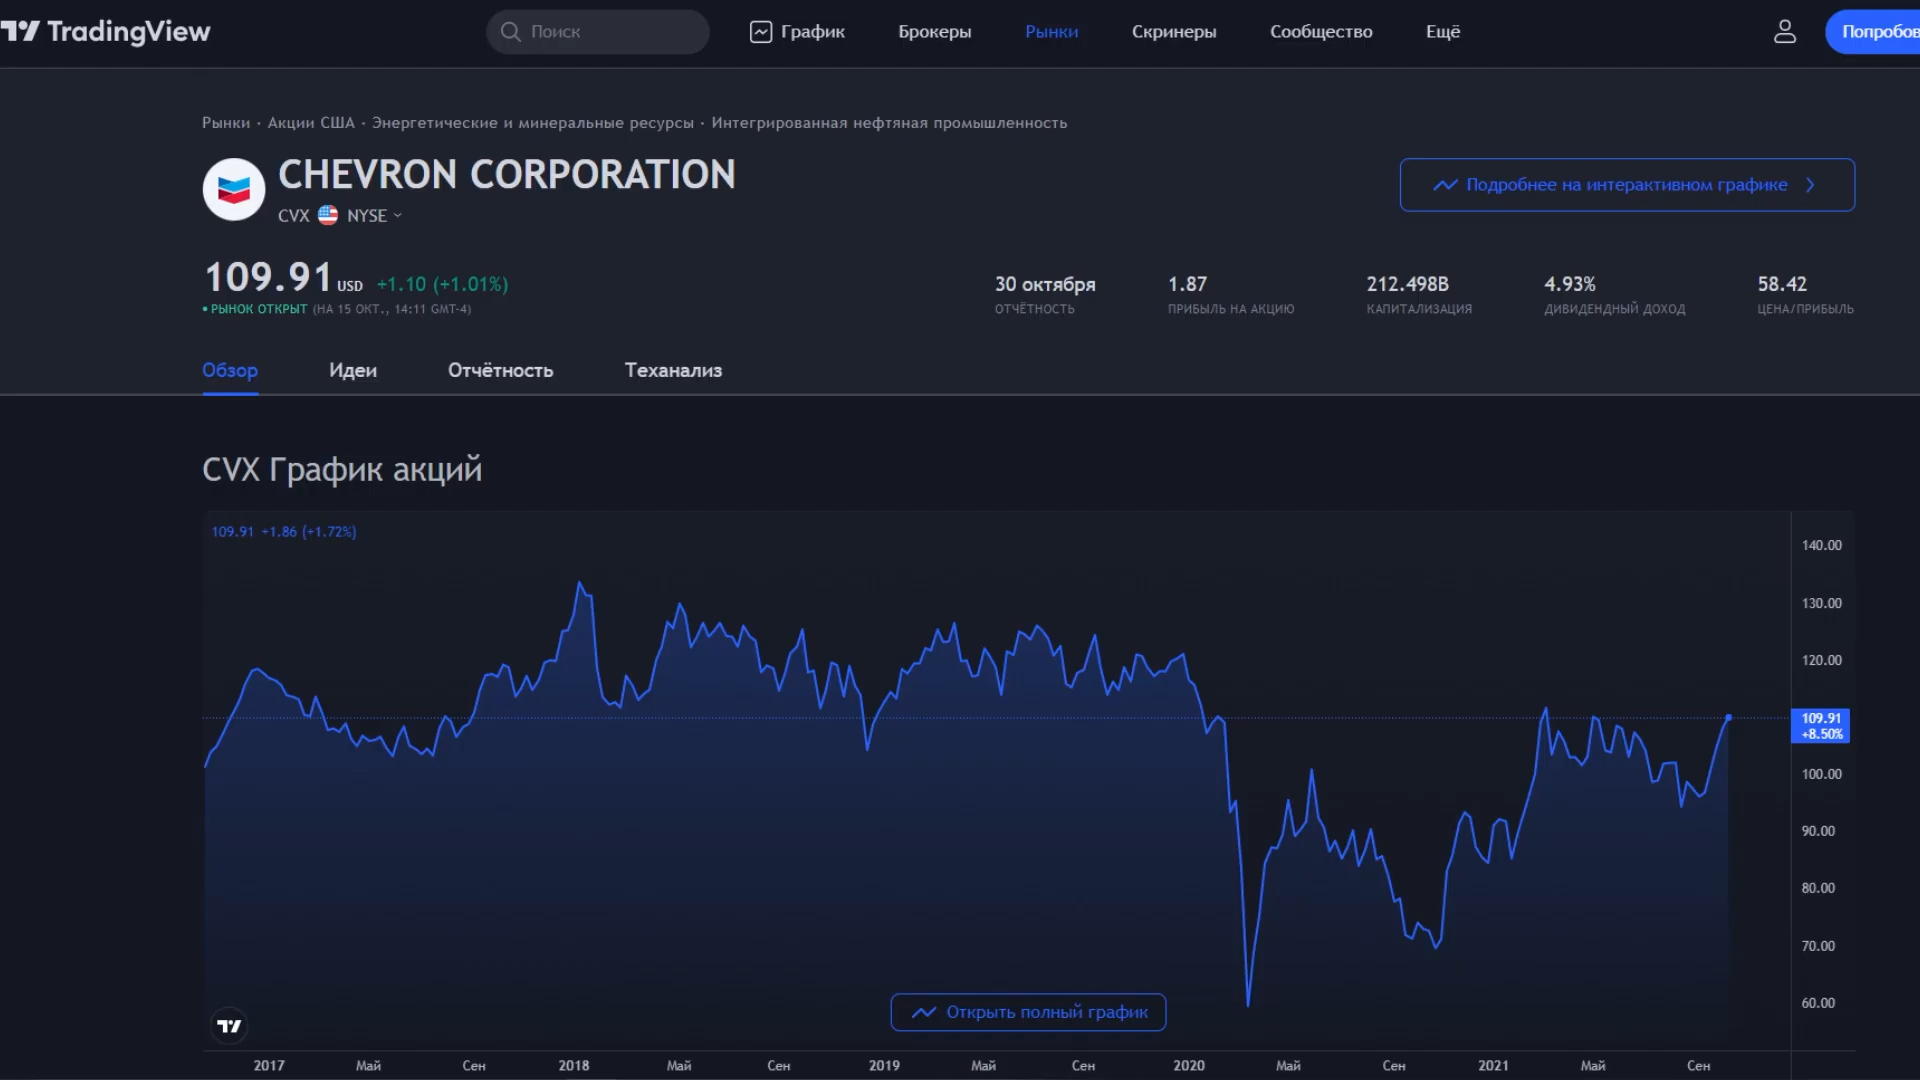 TradingView
Поиск
График
Брокеры
Рынки
Скринеры
Сообщество
Ещё
Попробов
Рынки · Акции США · Энергетические и минеральные ресурсы · Интегрированная нефтяная промышленность
CHEVRON CORPORATION
CVX NYSE
Подробнее на интерактивном графике
109.91 USD +1.10 (+1.01%)
• РЫНОК ОТКРЫТ (НА 15 ОКТ., 14:11 GMT-4)
30 октября
ОТЧЁТНОСТЬ
1.87
ПРИБЫЛЬ НА АКЦИЮ
212.498B
КАПИТАЛИЗАЦИЯ
4.93%
ДИВИДЕНДНЫЙ ДОХОД
58.42
ЦЕНА/ПРИБЫЛЬ
Обзор
Идеи
Отчётность
Теханализ
CVX График акций
109.91 +1.86 (+1.72%)
140.00
130.00
120.00
109.91
+8.50%
100.00
90.00
80.00
70.00
60.00
Открыть полный график
2017 Май Сен 2018 Май Сен 2019 Май Сен 2020 Май Сен 2021 Май Сен